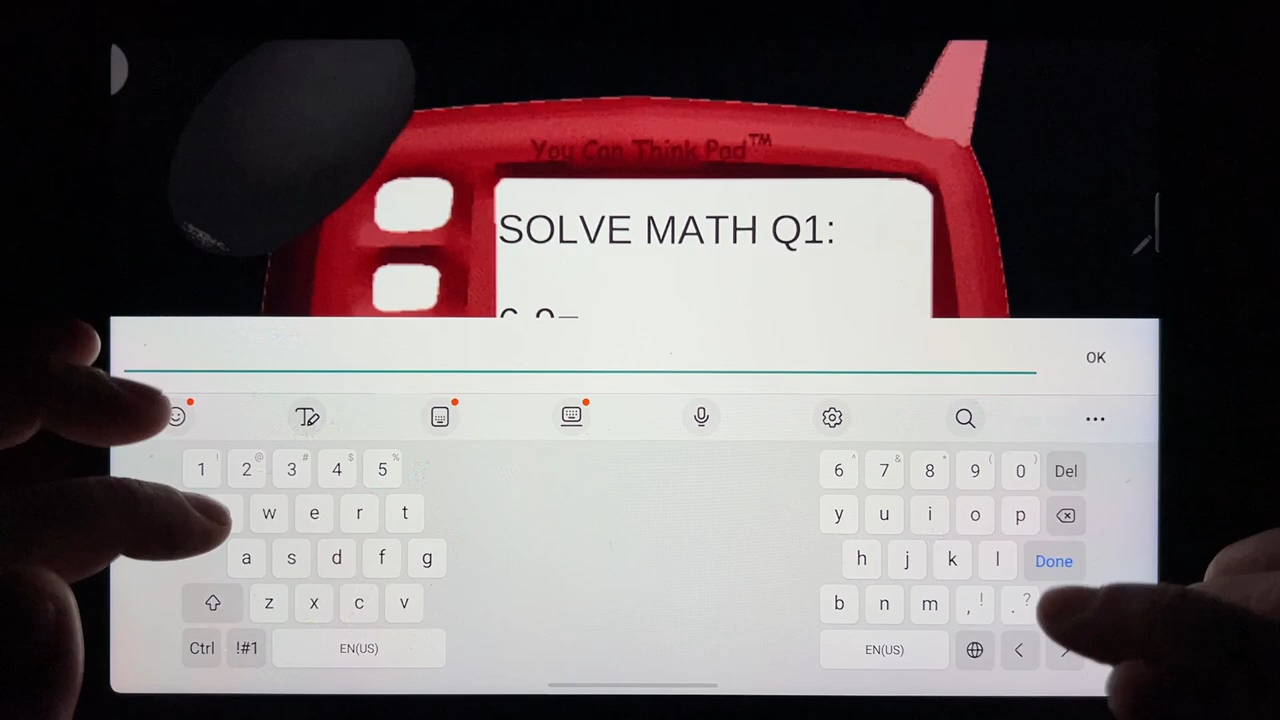 You Can Think Pad™
SOLVE MATH Q1:
OK
1 ! 2 @ 3 # 4 $ 5 %
6 ^ 7 & 8 * 9 ( 0 ) Del
w e r t
y u i o p
a s d f g
h j k l Done
z x c v
b n m , ! . ?
Ctrl !#1 EN(US)
EN(US) < >